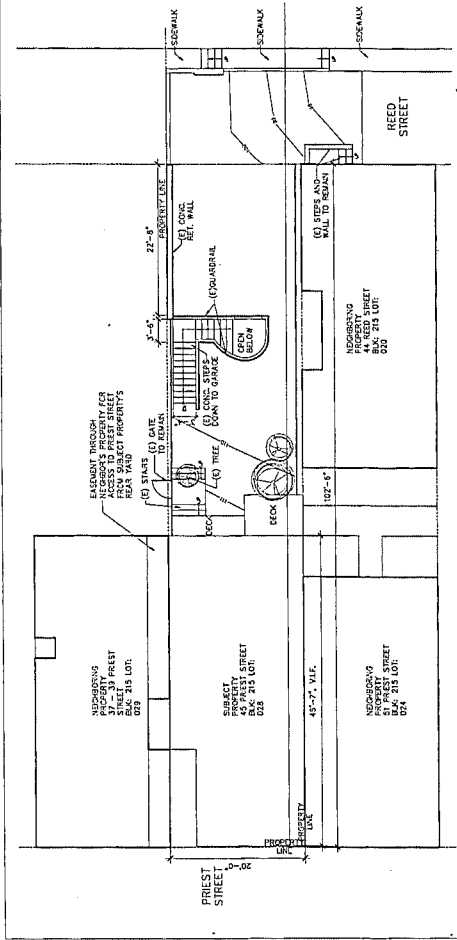 SIDEWALK
SIDEWALK
SIDEWALK
REED
STREET
PROPERTY LINE
22'-8"
(E) CONC.
RET. WALL
(E) STEPS AND
WALL TO REMAIN
3'-6"
(E) GUARDRAIL
OPEN
BELOW
(E) CONC. STEPS
DOWN TO GARAGE
NEIGHBORING
PROPERTY
44 REED STREET
BLK: 215 LOT:
020
EASEMENT THROUGH
NEIGHBOR'S PROPERTY FOR
ACCESS TO PRIEST STREET
FROM SUBJECT PROPERTY'S
REAR YARD
(E) GATE
TO REMAIN
(E) STAIRS
(E) TREE
DECK
DECK
102'-6"
NEIGHBORING
PROPERTY
37 - 39 PRIEST
STREET
BLK: 215 LOT:
029
SUBJECT
PROPERTY
45 PRIEST STREET
BLK: 215 LOT:
028
45'-7", V.I.F.
NEIGHBORING
PROPERTY
51 PRIEST STREET
BLK: 215 LOT:
024
PROPERTY
LINE
PROPERTY
LINE
20'-0"
PRIEST
STREET